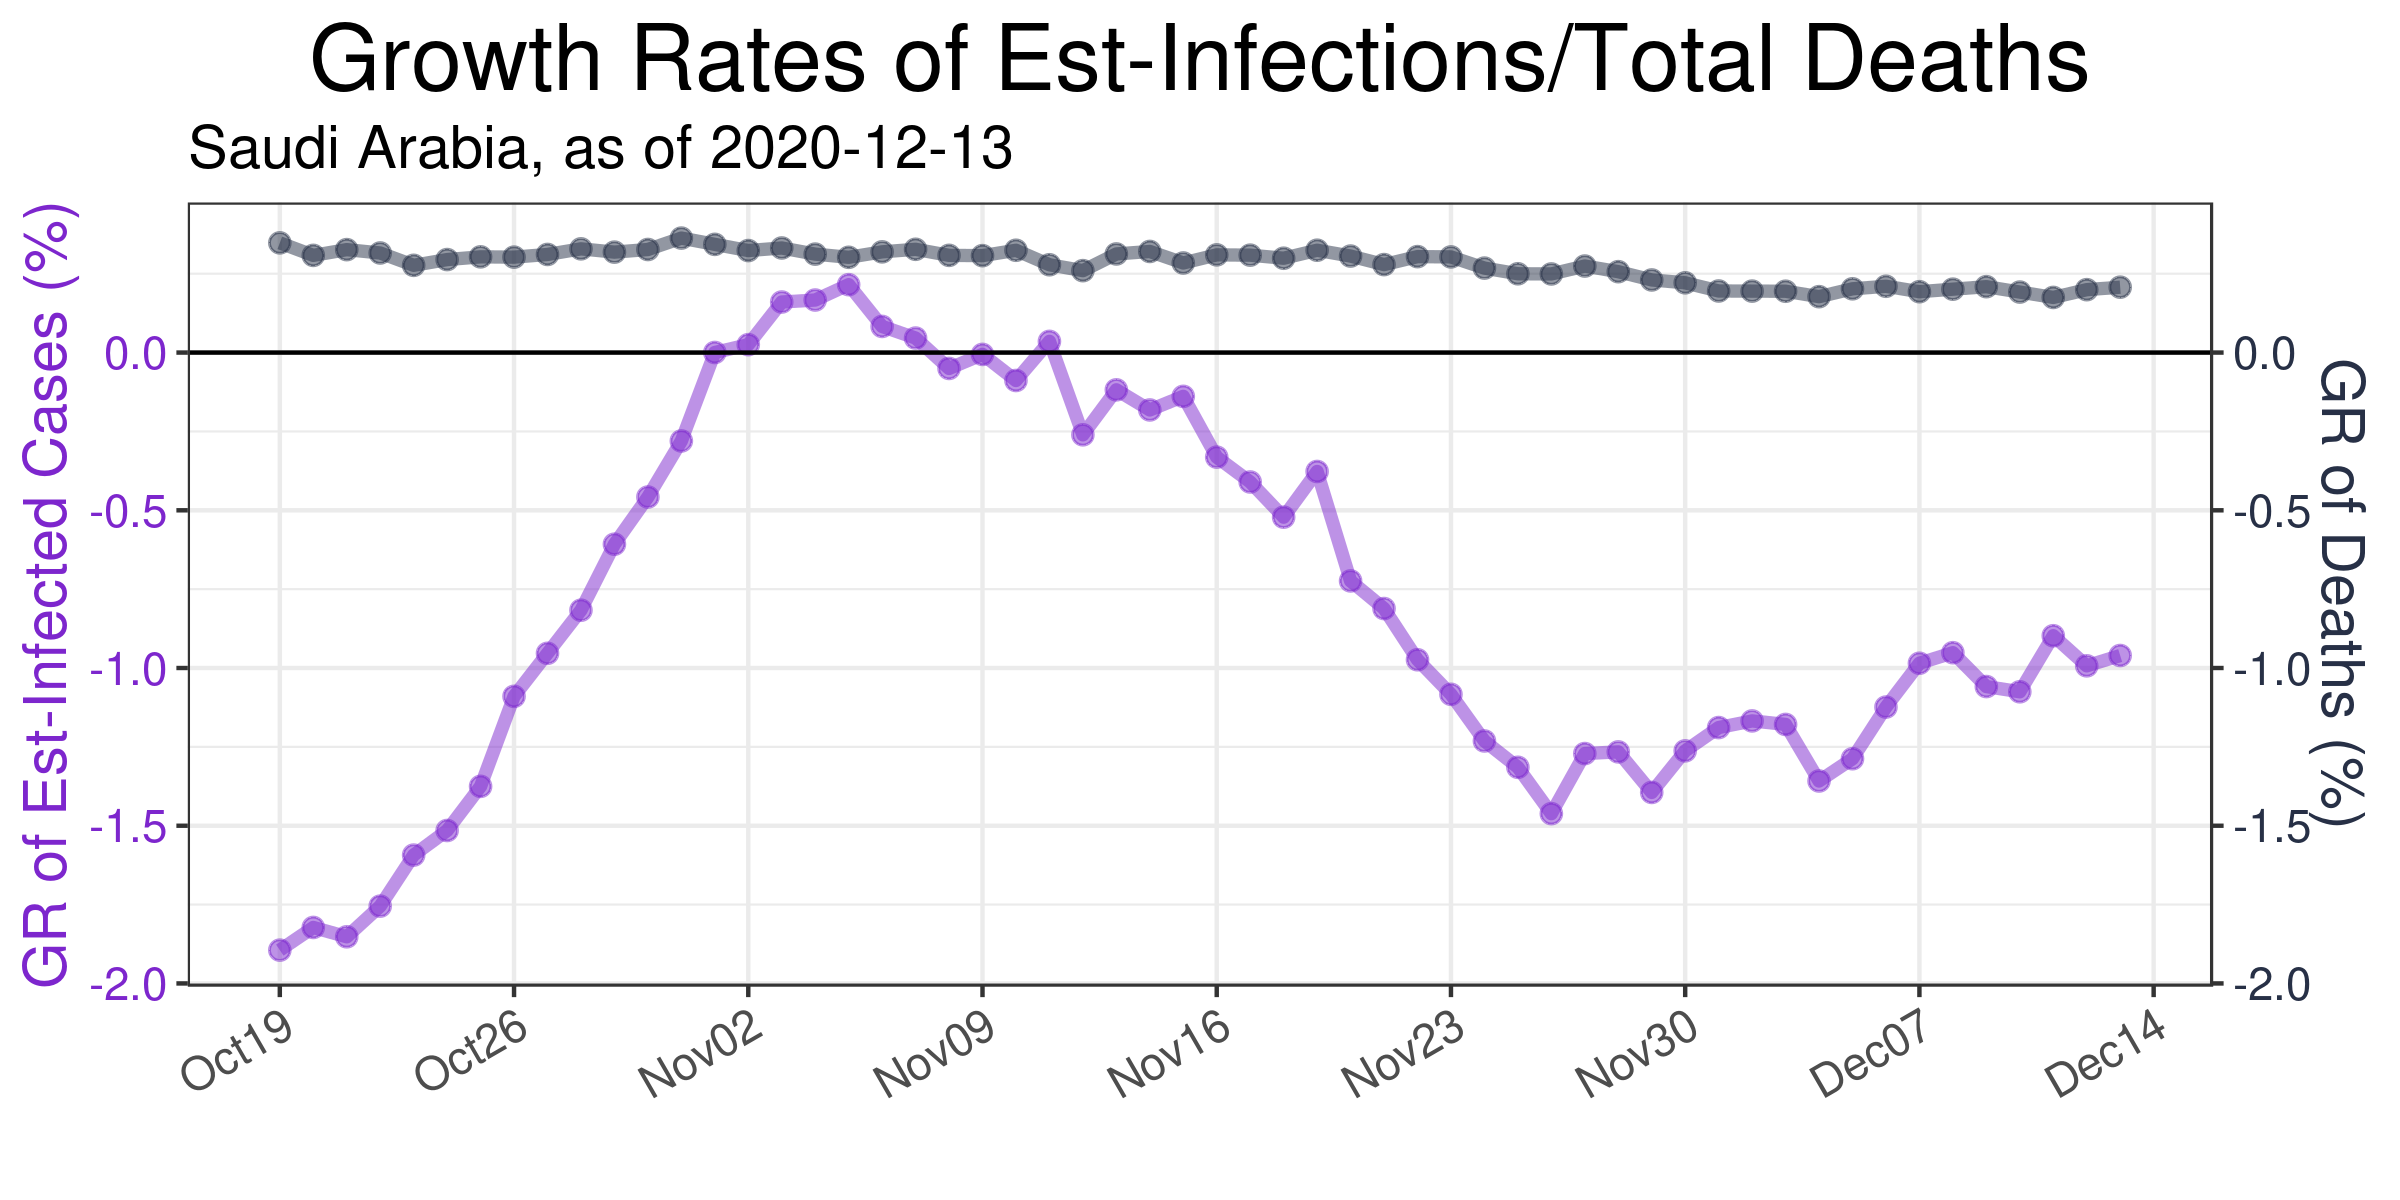 Growth Rates of Est-Infections/Total Deaths
Saudi Arabia, as of 2020-12-13
GR of Est-Infected Cases (%)
0.0
-0.5
-1.0
-1.5
-2.0
0.0
-0.5
-1.0
-1.5
-2.0
GR of Deaths (%)
Oct19
Oct26
Nov02
Nov09
Nov16
Nov23
Nov30
Dec07
Dec14